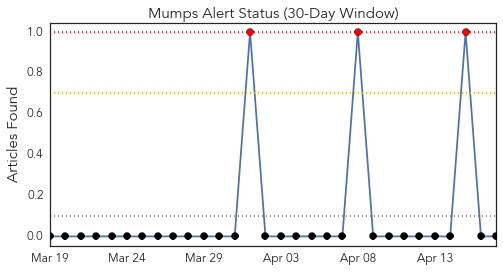 Mumps Alert Status (30-Day Window)
Articles Found
1.0
0.8
0.6
0.4
0.2
0.0
Mar 19 Mar 24 Mar 29 Apr 03 Apr 08 Apr 13